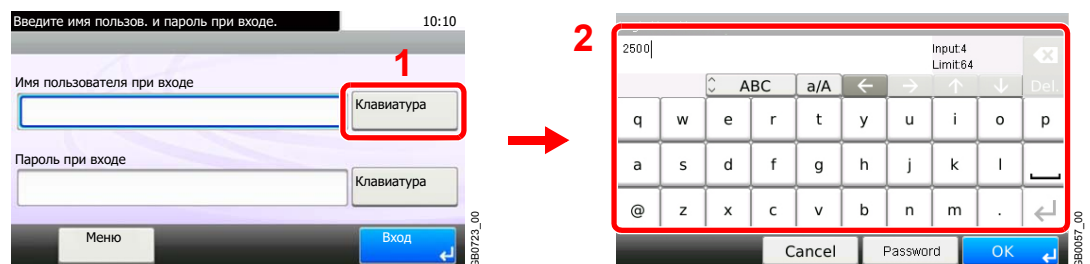 Введите имя пользов. и пароль при входе.
10:10
1
Имя пользователя при входе
Клавиатура
Пароль при входе
Клавиатура
Меню
Вход
GB0723_00
2
2500
Input:4
Limit:64
ABC
a/A
Del.
q w e r t y u i o p
a s d f g h j k l
@ z x c v b n m .
Cancel
Password
OK
GB0057_00